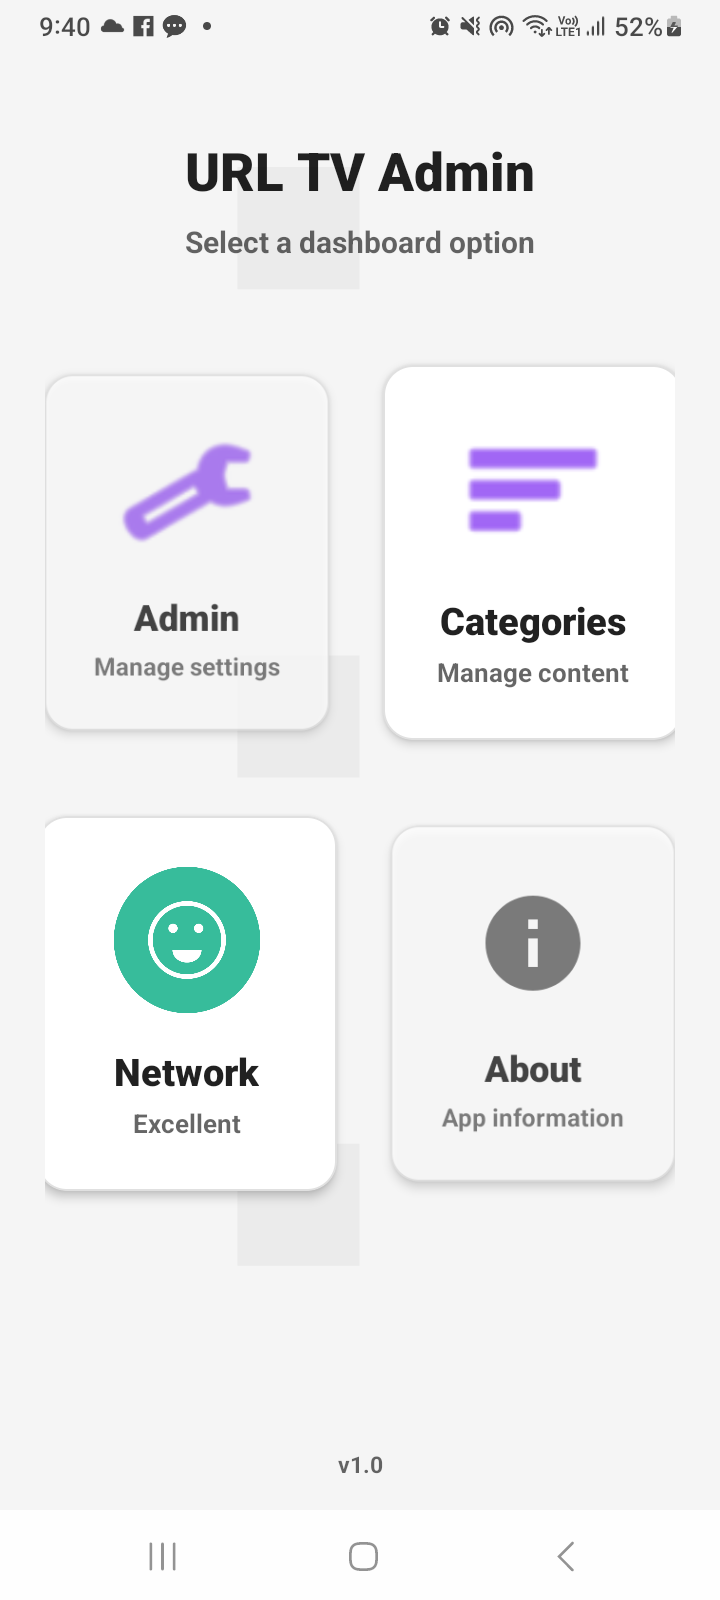 9:40
Vo)) LTE1 52%
URL TV Admin
Select a dashboard option
Admin
Manage settings
Categories
Manage content
Network
Excellent
About
App information
v1.0